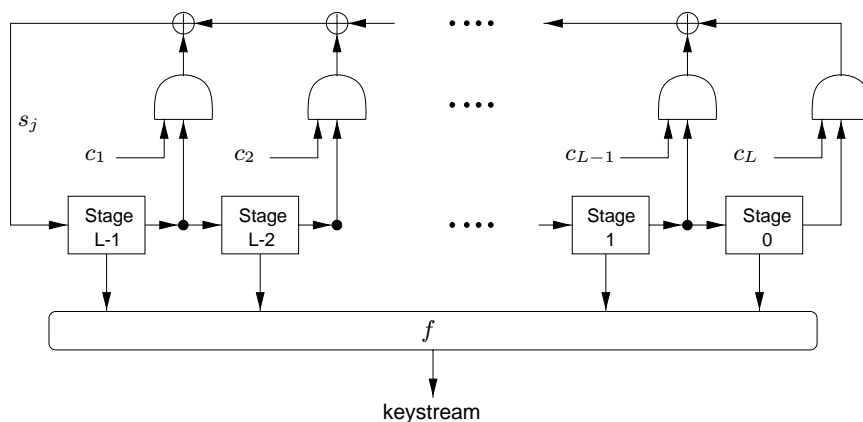 s_j
c_1
c_2
c_{L-1}
c_L
Stage
L-1
Stage
L-2
Stage
1
Stage
0
f
keystream